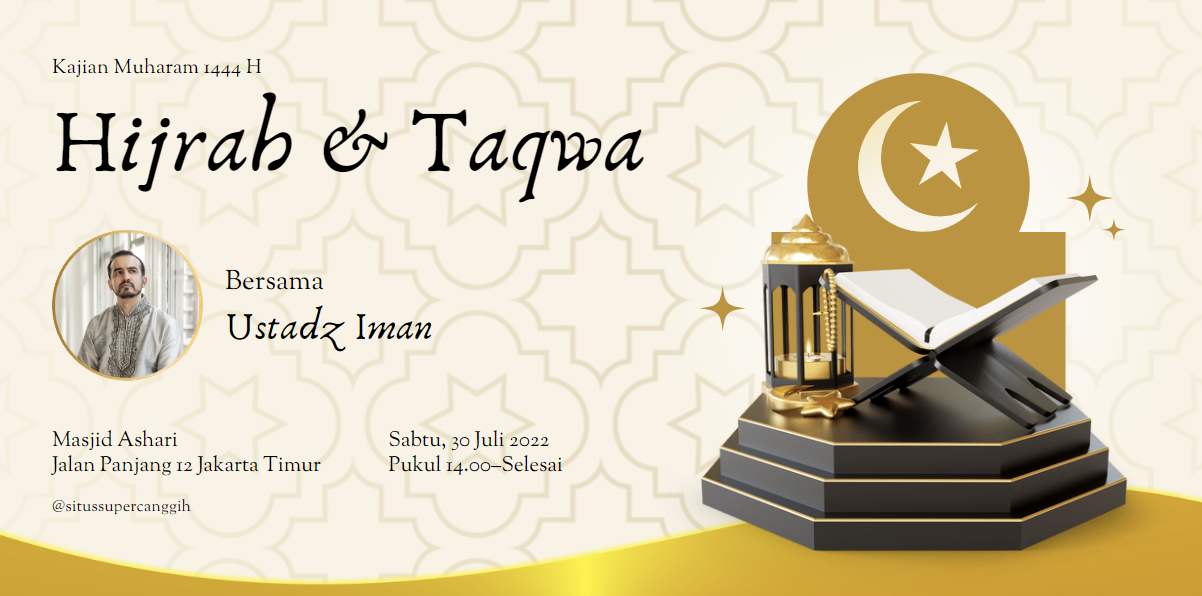 Kajian Muharam 1444 H
Hijrah & Taqwa
Bersama
Ustadz Iman
Masjid Ashari
Jalan Panjang 12 Jakarta Timur
Sabtu, 30 Juli 2022
Pukul 14.00–Selesai
@situssupercanggih